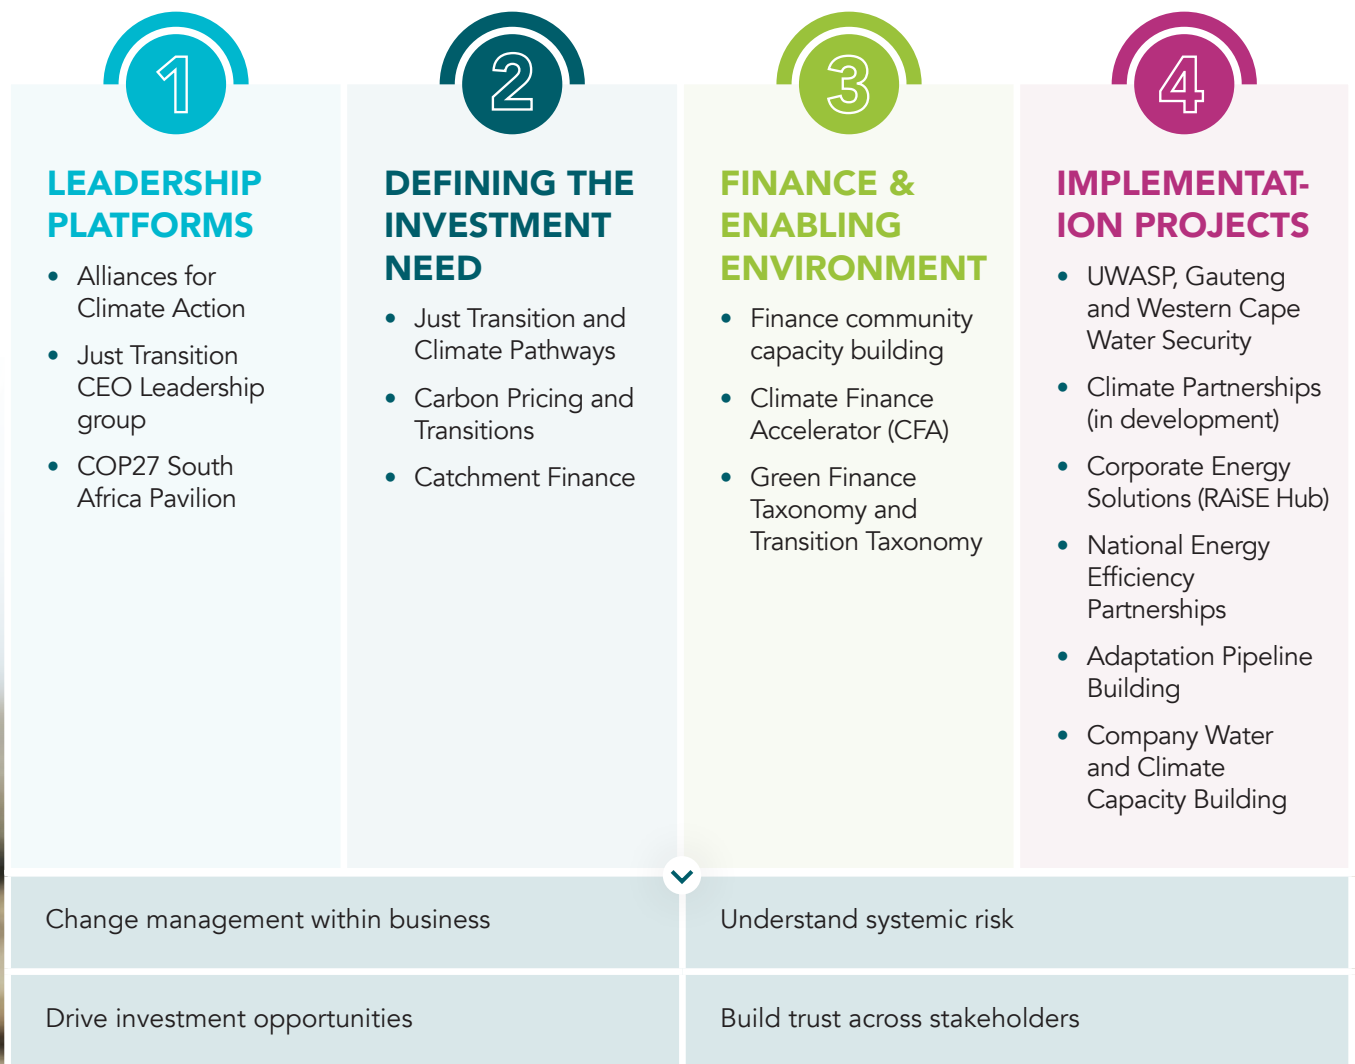 1
LEADERSHIP
PLATFORMS
• Alliances for
Climate Action
• Just Transition
CEO Leadership
group
• COP27 South
Africa Pavilion
2
DEFINING THE
INVESTMENT
NEED
• Just Transition and
Climate Pathways
• Carbon Pricing and
Transitions
• Catchment Finance
3
FINANCE &
ENABLING
ENVIRONMENT
• Finance community
capacity building
• Climate Finance
Accelerator (CFA)
• Green Finance
Taxonomy and
Transition Taxonomy
4
IMPLEMENTAT-
ION PROJECTS
• UWASP, Gauteng
and Western Cape
Water Security
• Climate Partnerships
(in development)
• Corporate Energy
Solutions (RAiSE Hub)
• National Energy
Efficiency
Partnerships
• Adaptation Pipeline
Building
• Company Water
and Climate
Capacity Building
Change management within business
Understand systemic risk
Drive investment opportunities
Build trust across stakeholders